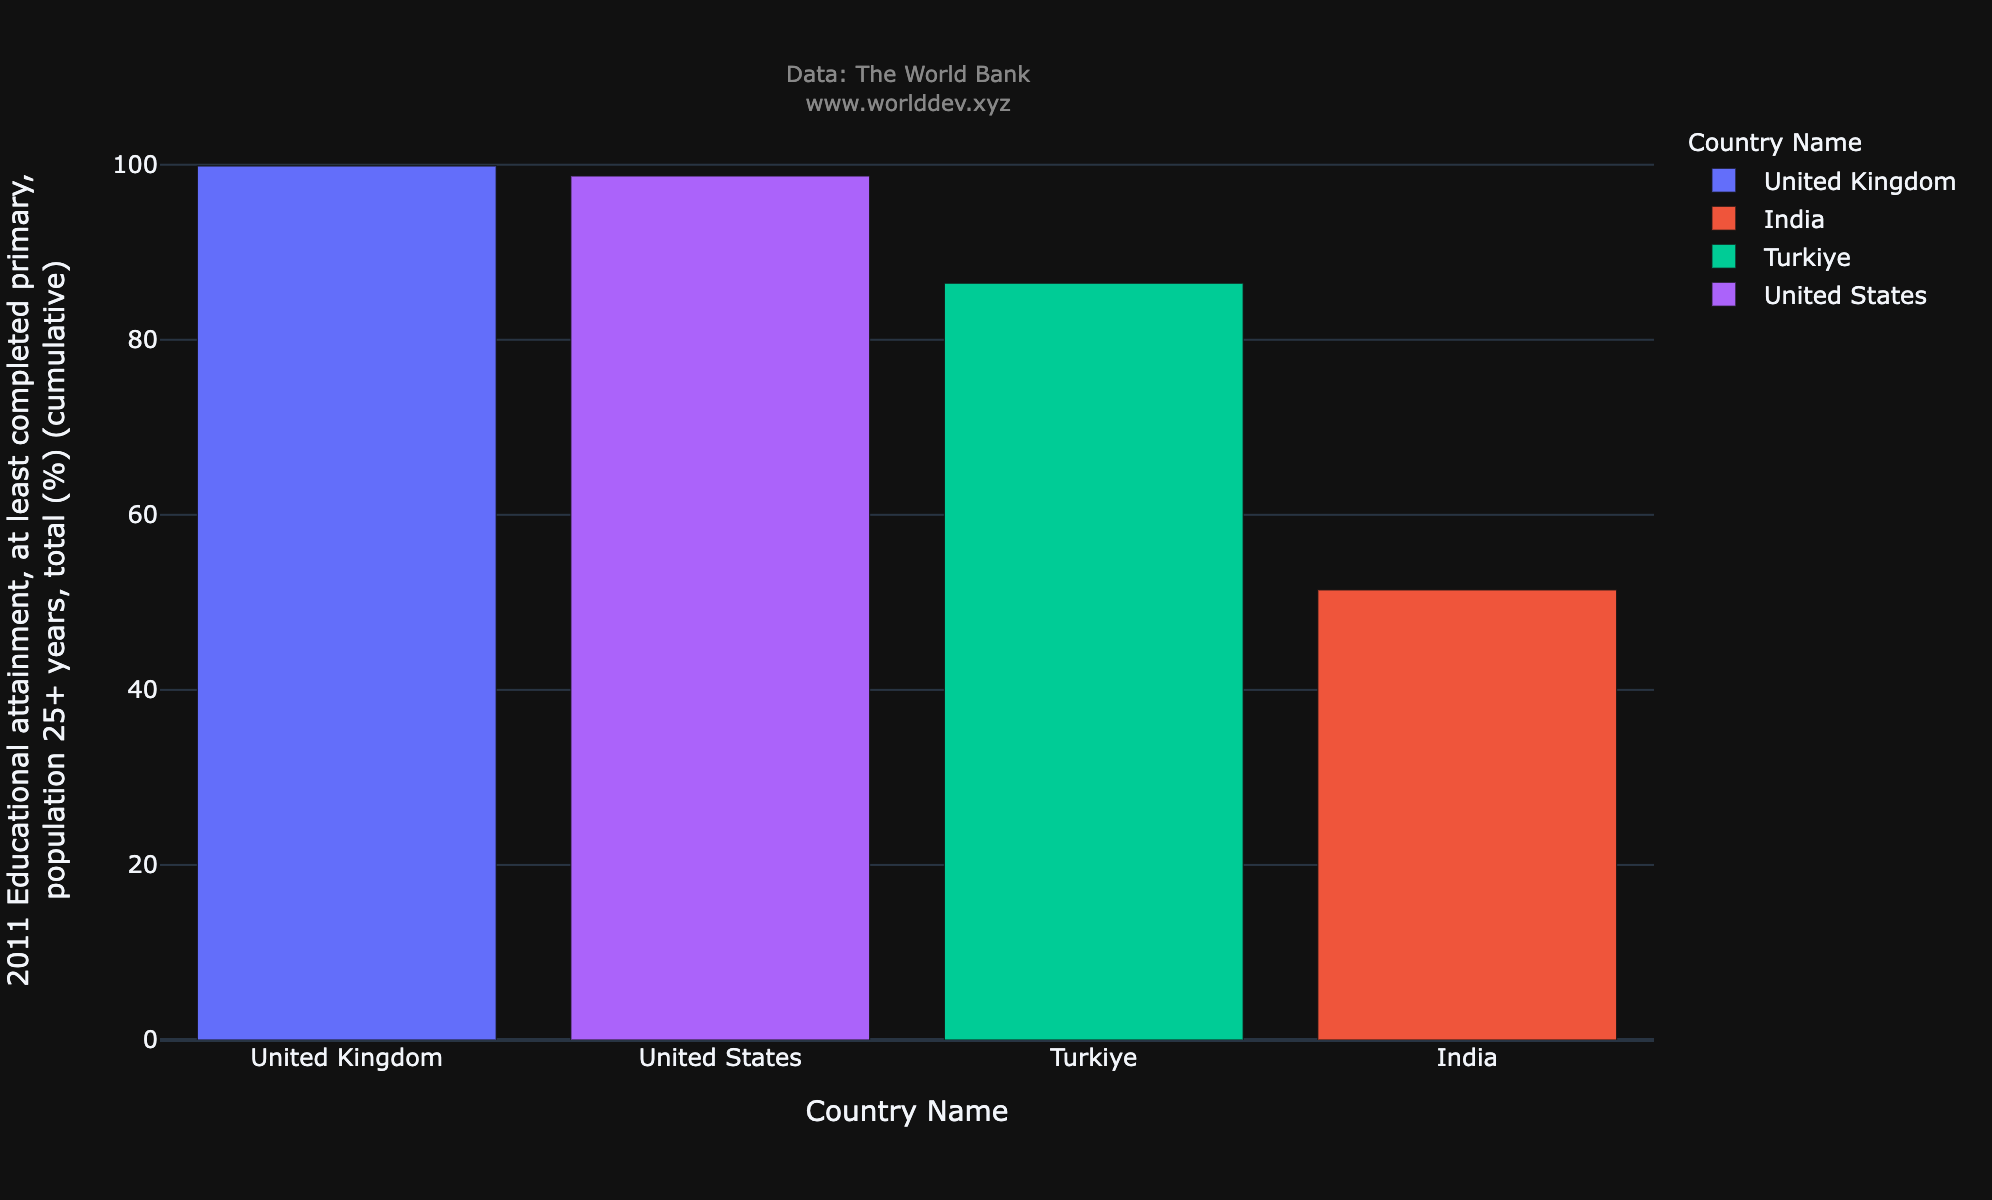 Data: The World Bank
www.worlddev.xyz
2011 Educational attainment, at least completed primary,
population 25+ years, total (%) (cumulative)
100
80
60
40
20
0
United Kingdom
United States
Turkiye
India
Country Name
Country Name
United Kingdom
India
Turkiye
United States